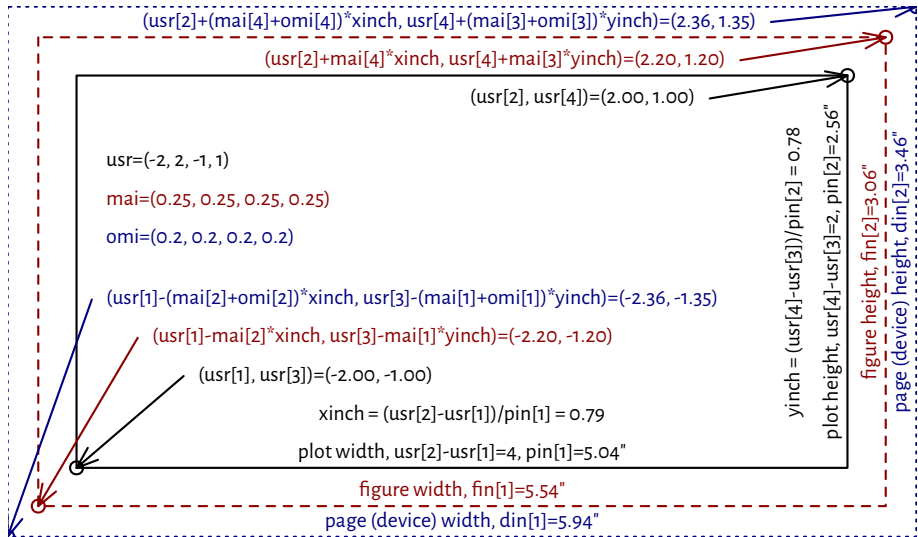 (usr[2]+(mai[4]+omi[4])*xinch, usr[4]+(mai[3]+omi[3])*yinch)=(2.36, 1.35)
(usr[2]+mai[4]*xinch, usr[4]+mai[3]*yinch)=(2.20, 1.20)
(usr[2], usr[4])=(2.00, 1.00)
usr=(-2, 2, -1, 1)
mai=(0.25, 0.25, 0.25, 0.25)
omi=(0.2, 0.2, 0.2, 0.2)
(usr[1]-(mai[2]+omi[2])*xinch, usr[3]-(mai[1]+omi[1])*yinch)=(-2.36, -1.35)
(usr[1]-mai[2]*xinch, usr[3]-mai[1]*yinch)=(-2.20, -1.20)
(usr[1], usr[3])=(-2.00, -1.00)
xinch = (usr[2]-usr[1])/pin[1] = 0.79
plot width, usr[2]-usr[1]=4, pin[1]=5.04"
figure width, fin[1]=5.54"
page (device) width, din[1]=5.94"
yinch = (usr[4]-usr[3])/pin[2] = 0.78
plot height, usr[4]-usr[3]=2, pin[2]=2.56"
figure height, fin[2]=3.06"
page (device) height, din[2]=3.46"